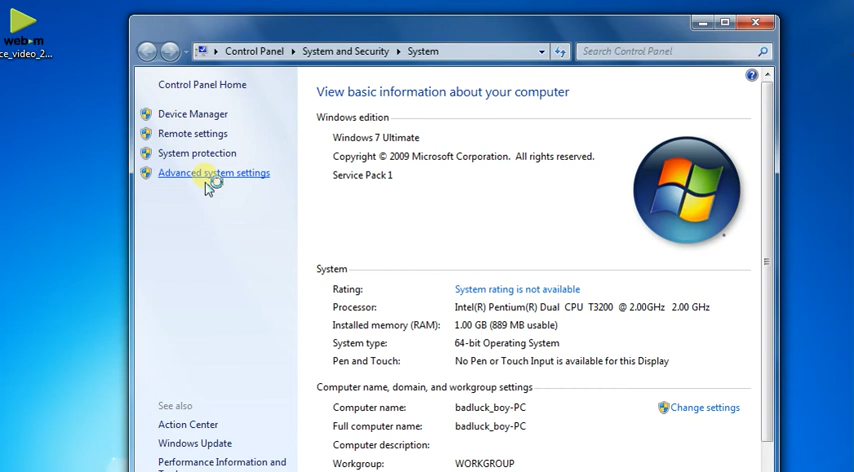 web·m
ce_video_2...
Control Panel
System and Security
System
Search Control Panel
Control Panel Home
Device Manager
Remote settings
System protection
Advanced system settings
View basic information about your computer
Windows edition
Windows 7 Ultimate
Copyright © 2009 Microsoft Corporation. All rights reserved.
Service Pack 1
System
Rating: System rating is not available
Processor: Intel(R) Pentium(R) Dual CPU T3200 @ 2.00GHz 2.00 GHz
Installed memory (RAM): 1.00 GB (889 MB usable)
System type: 64-bit Operating System
Pen and Touch: No Pen or Touch Input is available for this Display
Computer name, domain, and workgroup settings
Computer name: badluck_boy-PC Change settings
Full computer name: badluck_boy-PC
Computer description:
Workgroup: WORKGROUP
See also
Action Center
Windows Update
Performance Information and